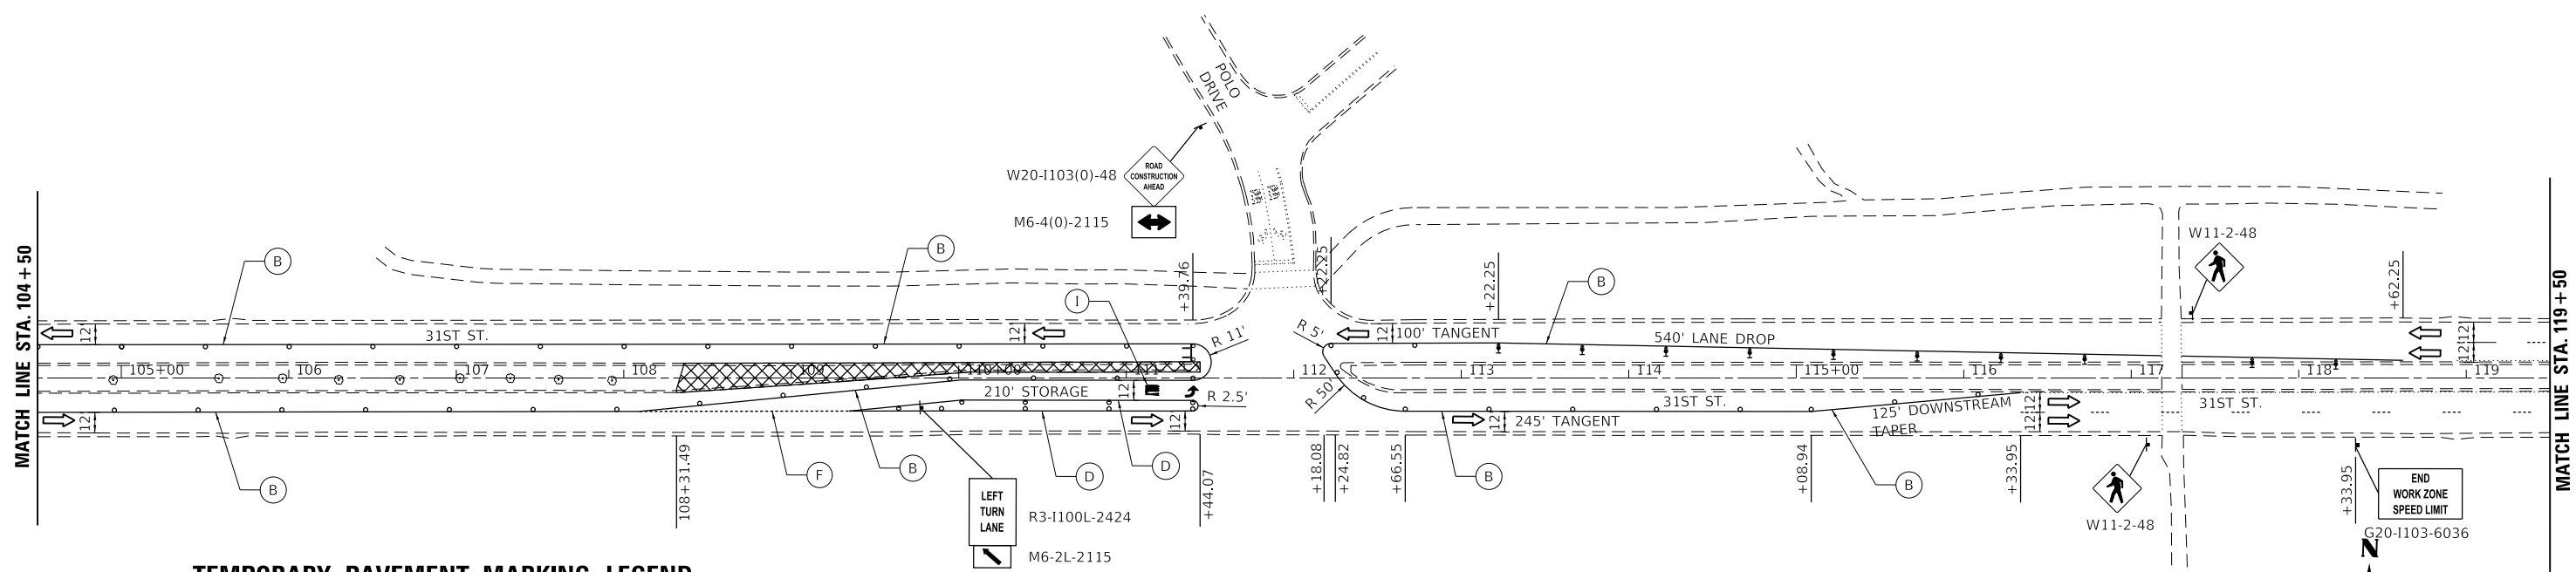 POLO
DRIVE
W20-I103(0)-48
ROAD
CONSTRUCTION
AHEAD
M6-4(0)-2115
W11-2-48
MATCH LINE STA. 104+50
MATCH LINE STA. 119+50
B
B
I
B
+39.76
+22.25
+22.25
+62.25
12
31ST ST.
12
R 11'
R 5'
12
100' TANGENT
540' LANE DROP
12
12
105+00
106
107
108
109
110+00
111
112
113
114
115+00
116
117
118
119
210' STORAGE
12
R 2.5'
R 50'
31ST ST.
125' DOWNSTREAM
TAPER
12
12
31ST ST.
12
12
12
245' TANGENT
B
F
B
D
D
B
B
108+31.49
+44.07
+18.08
+24.82
+66.55
+08.94
+33.95
+33.95
LEFT
TURN
LANE
R3-I100L-2424
M6-2L-2115
W11-2-48
END
WORK ZONE
SPEED LIMIT
G20-I103-6036
N
TEMPORARY PAVEMENT MARKING LEGEND